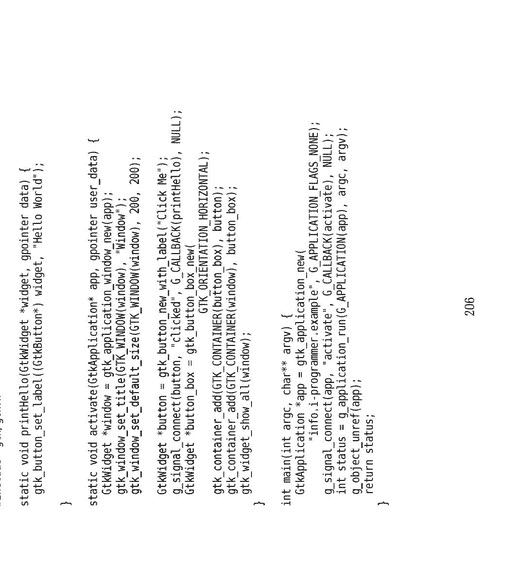 static void printHello(GtkWidget *widget, gpointer data) {
gtk_button_set_label((GtkButton*) widget, "Hello World");
}
static void activate(GtkApplication* app, gpointer user_data) {
GtkWidget *window = gtk_application_window_new(app);
gtk_window_set_title(GTK_WINDOW(window), "Window");
gtk_window_set_default_size(GTK_WINDOW(window), 200, 200);
GtkWidget *button = gtk_button_new_with_label("Click Me");
g_signal_connect(button, "clicked", G_CALLBACK(printHello), NULL);
GtkWidget *button_box = gtk_button_box_new(
GTK_ORIENTATION_HORIZONTAL);
gtk_container_add(GTK_CONTAINER(button_box), button);
gtk_container_add(GTK_CONTAINER(window), button_box);
gtk_widget_show_all(window);
}
int main(int argc, char** argv) {
GtkApplication *app = gtk_application_new(
"info.i-programmer.example", G_APPLICATION_FLAGS_NONE);
g_signal_connect(app, "activate", G_CALLBACK(activate), NULL);
int status = g_application_run(G_APPLICATION(app), argc, argv);
g_object_unref(app);
return status;
}
206